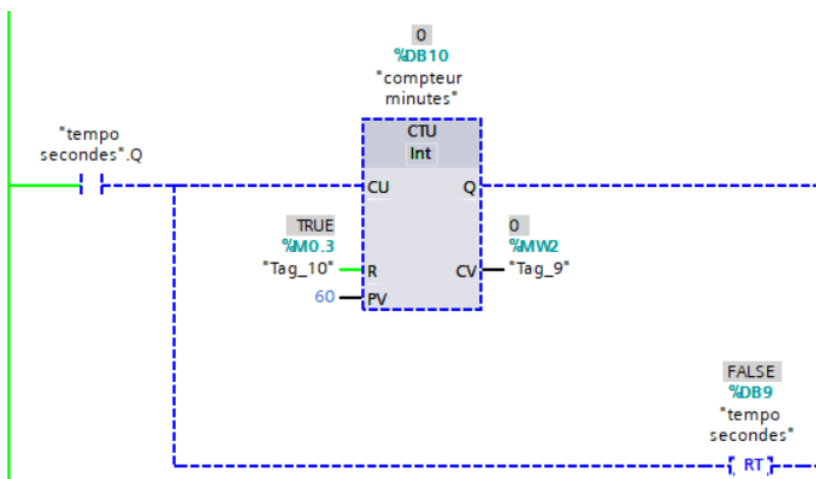 0
%DB10
"compteur
minutes"
CTU
Int
"tempo
secondes".Q
CU
Q
TRUE
%M0.3
"Tag_10"
R
0
%MW2
CV
"Tag_9"
60
PV
FALSE
%DB9
"tempo
secondes"
RT